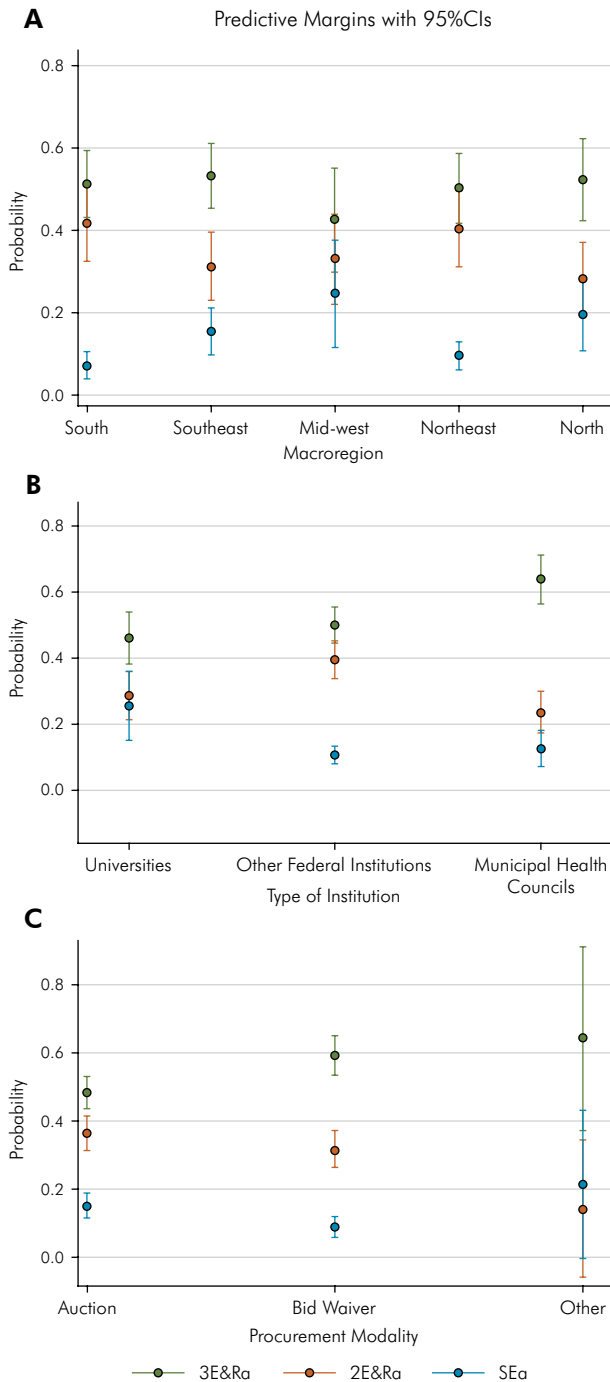 A
Predictive Margins with 95%CIs
0.8
0.6
0.4
0.2
0.0
Probability
South
Southeast
Mid-west
Northeast
North
Macroregion
B
0.8
0.6
0.4
0.2
0.0
Probability
Universities
Other Federal Institutions
Municipal Health
Councils
Type of Institution
C
0.8
0.6
0.4
0.2
0.0
Probability
Auction
Bid Waiver
Other
Procurement Modality
3E&Ra
2E&Ra
SEa